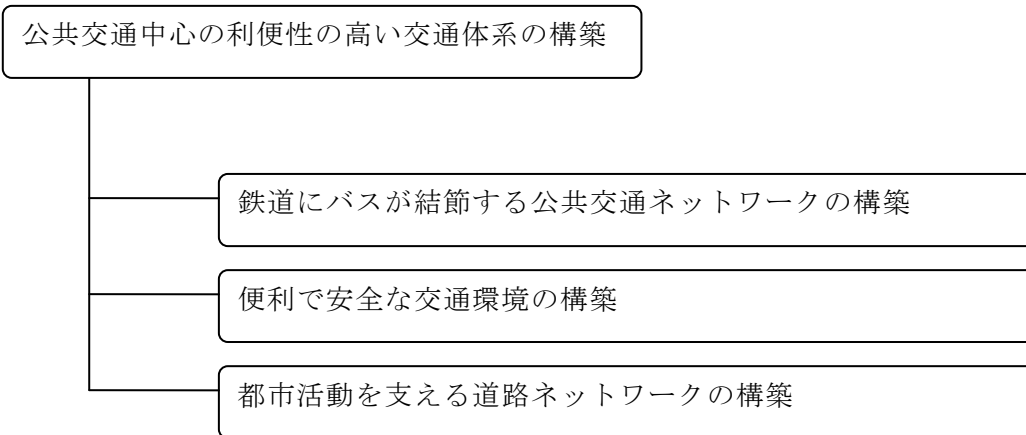 公共交通中心の利便性の高い交通体系の構築
鉄道にバスが結節する公共交通ネットワークの構築
便利で安全な交通環境の構築
都市活動を支える道路ネットワークの構築